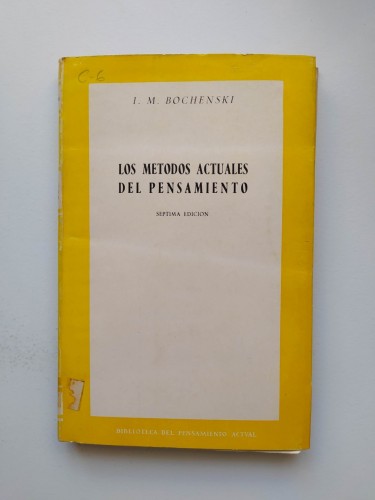 C-6
I. M. BOCHENSKI
LOS METODOS ACTUALES
DEL PENSAMIENTO
SEPTIMA EDICION
BIBLIOTECA DEL PENSAMIENTO ACTUAL